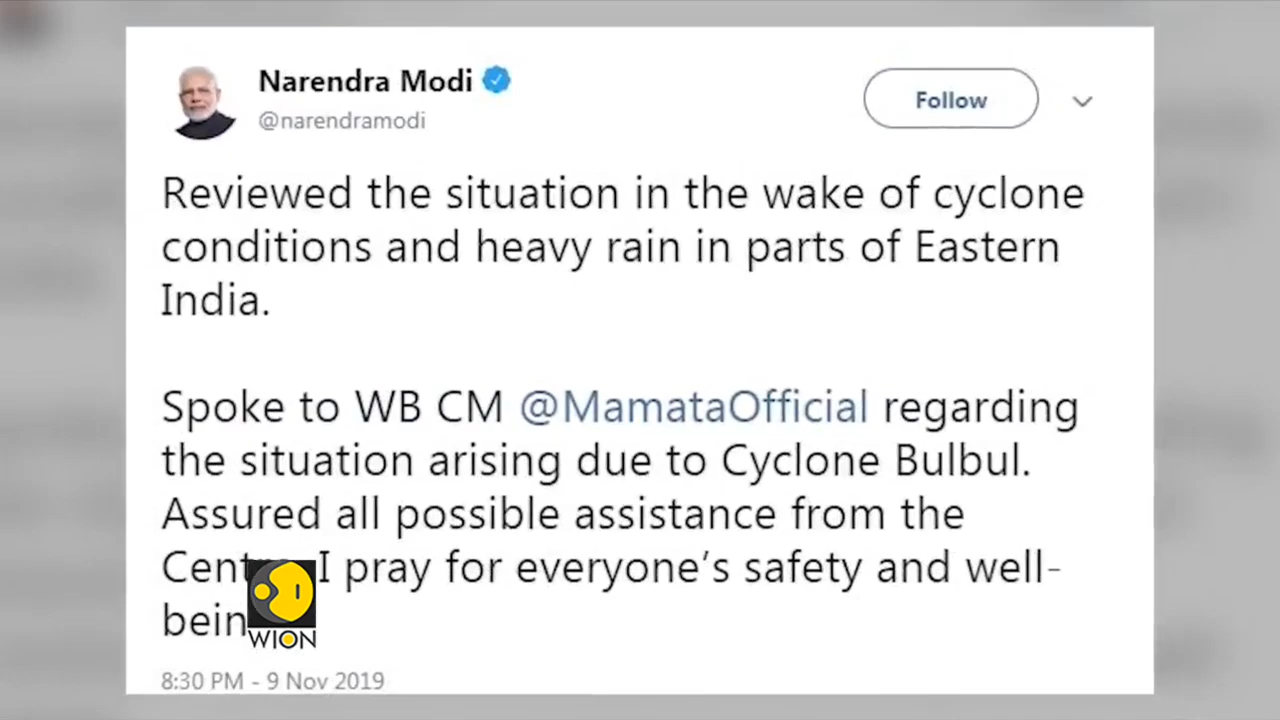 Narendra Modi
@narendramodi
Follow
Reviewed the situation in the wake of cyclone
conditions and heavy rain in parts of Eastern
India.
Spoke to WB CM @MamataOfficial regarding
the situation arising due to Cyclone Bulbul.
Assured all possible assistance from the
I pray for everyone’s safety and well-
WION
8:30 PM - 9 Nov 2019